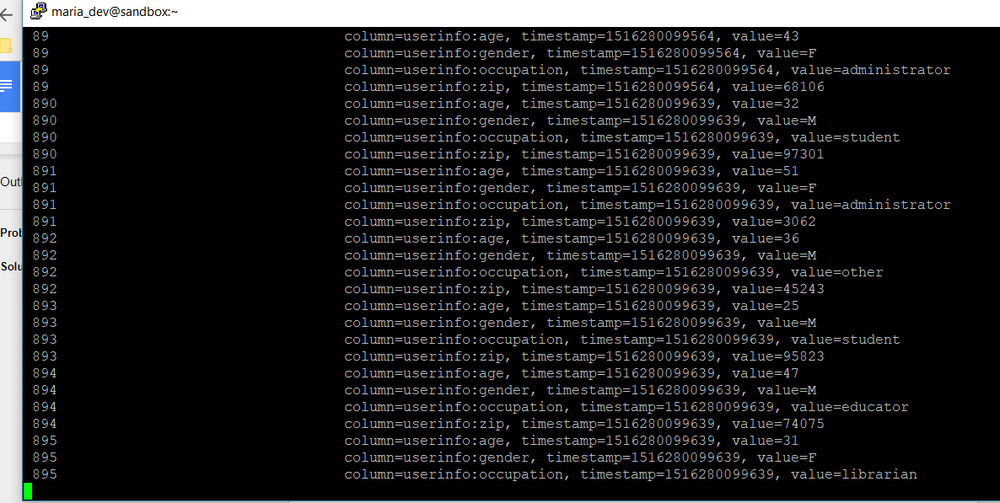 maria_dev@sandbox:~
89 column=userinfo:age, timestamp=1516280099564, value=43
89 column=userinfo:gender, timestamp=1516280099564, value=F
89 column=userinfo:occupation, timestamp=1516280099564, value=administrator
89 column=userinfo:zip, timestamp=1516280099564, value=68106
890 column=userinfo:age, timestamp=1516280099639, value=32
890 column=userinfo:gender, timestamp=1516280099639, value=M
890 column=userinfo:occupation, timestamp=1516280099639, value=student
890 column=userinfo:zip, timestamp=1516280099639, value=97301
891 column=userinfo:age, timestamp=1516280099639, value=51
891 column=userinfo:gender, timestamp=1516280099639, value=F
891 column=userinfo:occupation, timestamp=1516280099639, value=administrator
891 column=userinfo:zip, timestamp=1516280099639, value=3062
892 column=userinfo:age, timestamp=1516280099639, value=36
892 column=userinfo:gender, timestamp=1516280099639, value=M
892 column=userinfo:occupation, timestamp=1516280099639, value=other
892 column=userinfo:zip, timestamp=1516280099639, value=45243
893 column=userinfo:age, timestamp=1516280099639, value=25
893 column=userinfo:gender, timestamp=1516280099639, value=M
893 column=userinfo:occupation, timestamp=1516280099639, value=student
893 column=userinfo:zip, timestamp=1516280099639, value=95823
894 column=userinfo:age, timestamp=1516280099639, value=47
894 column=userinfo:gender, timestamp=1516280099639, value=M
894 column=userinfo:occupation, timestamp=1516280099639, value=educator
894 column=userinfo:zip, timestamp=1516280099639, value=74075
895 column=userinfo:age, timestamp=1516280099639, value=31
895 column=userinfo:gender, timestamp=1516280099639, value=F
895 column=userinfo:occupation, timestamp=1516280099639, value=librarian